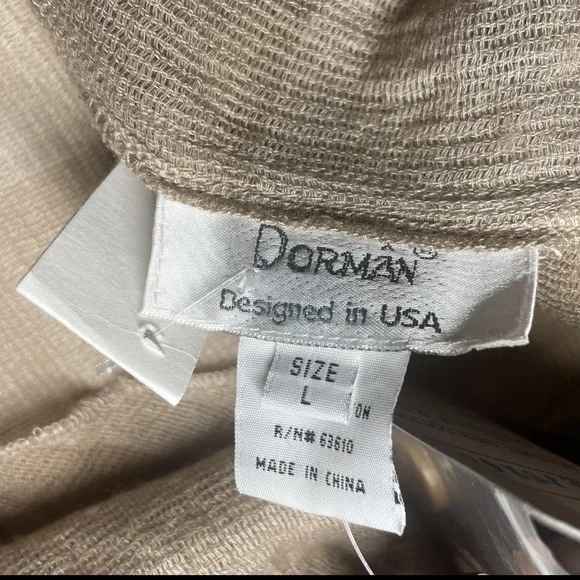 DORMAN
Designed in USA
SIZE
L
ON
R/N# 63610
MADE IN CHINA